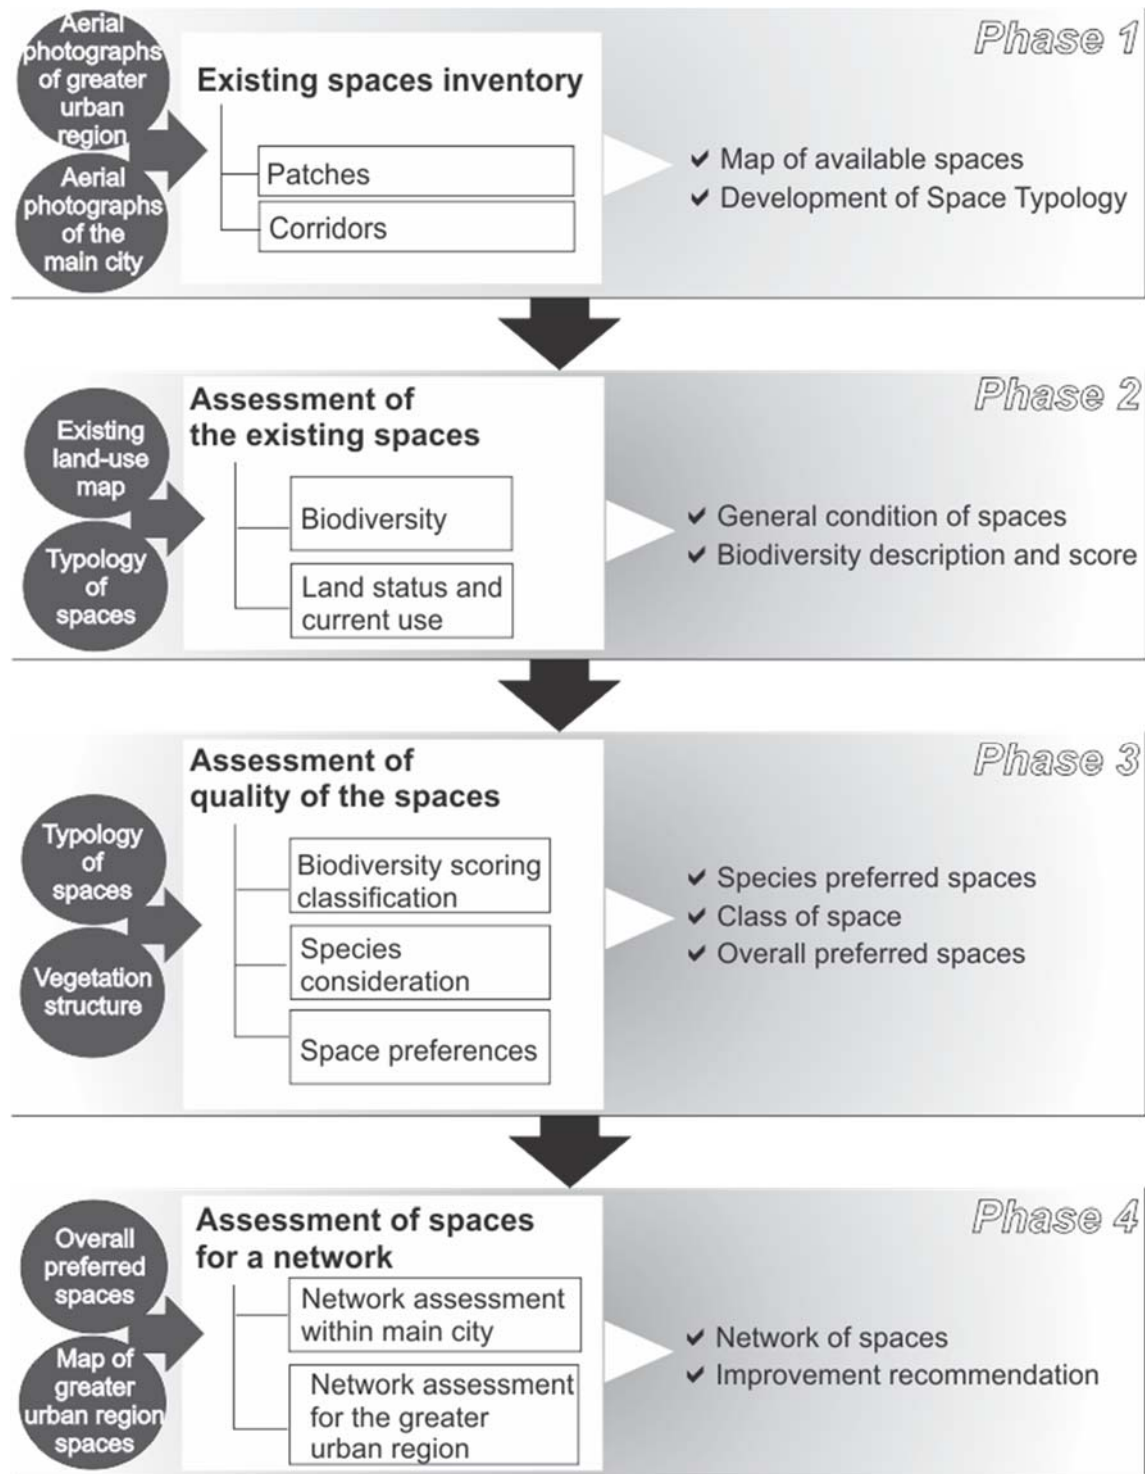 Phase 1
Aerial
photographs
of greater
urban
region
Aerial
photographs
of the
main city
Existing spaces inventory
Patches
Corridors
✔ Map of available spaces
✔ Development of Space Typology
Phase 2
Existing
land-use
map
Typology
of
spaces
Assessment of
the existing spaces
Biodiversity
Land status and
current use
✔ General condition of spaces
✔ Biodiversity description and score
Phase 3
Typology
of
spaces
Vegetation
structure
Assessment of
quality of the spaces
Biodiversity scoring
classification
Species
consideration
Space preferences
✔ Species preferred spaces
✔ Class of space
✔ Overall preferred spaces
Phase 4
Overall
preferred
spaces
Map of
greater
urban region
spaces
Assessment of spaces
for a network
Network assessment
within main city
Network assessment
for the greater
urban region
✔ Network of spaces
✔ Improvement recommendation